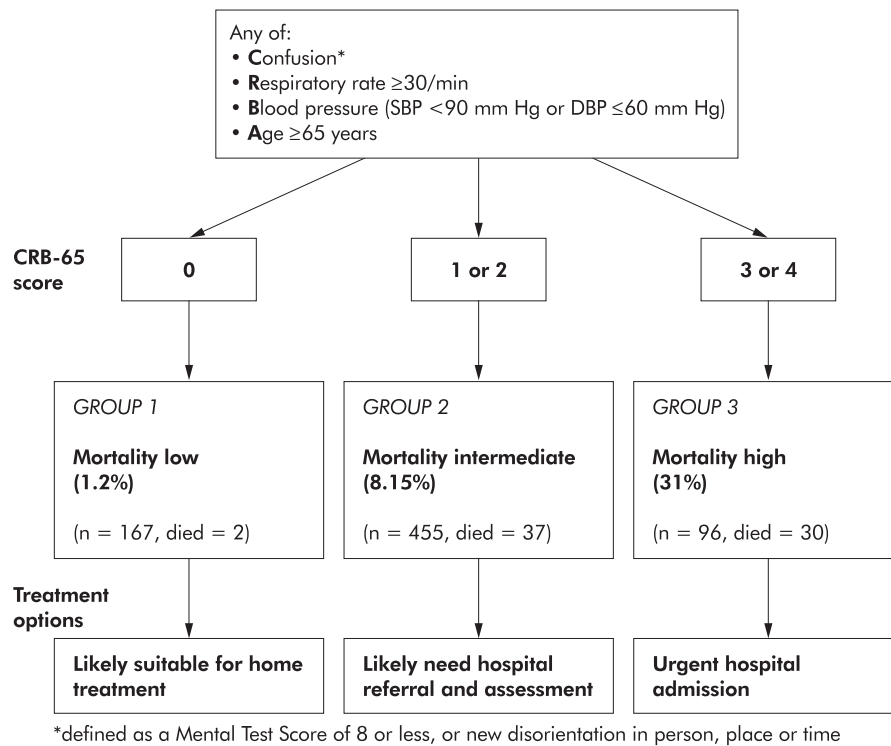 Any of:
• Confusion*
• Respiratory rate ≥30/min
• Blood pressure (SBP <90 mm Hg or DBP ≤60 mm Hg)
• Age ≥65 years
CRB-65
score
0
1 or 2
3 or 4
GROUP 1
Mortality low
(1.2%)
(n = 167, died = 2)
GROUP 2
Mortality intermediate
(8.15%)
(n = 455, died = 37)
GROUP 3
Mortality high
(31%)
(n = 96, died = 30)
Treatment
options
Likely suitable for home
treatment
Likely need hospital
referral and assessment
Urgent hospital
admission
*defined as a Mental Test Score of 8 or less, or new disorientation in person, place or time